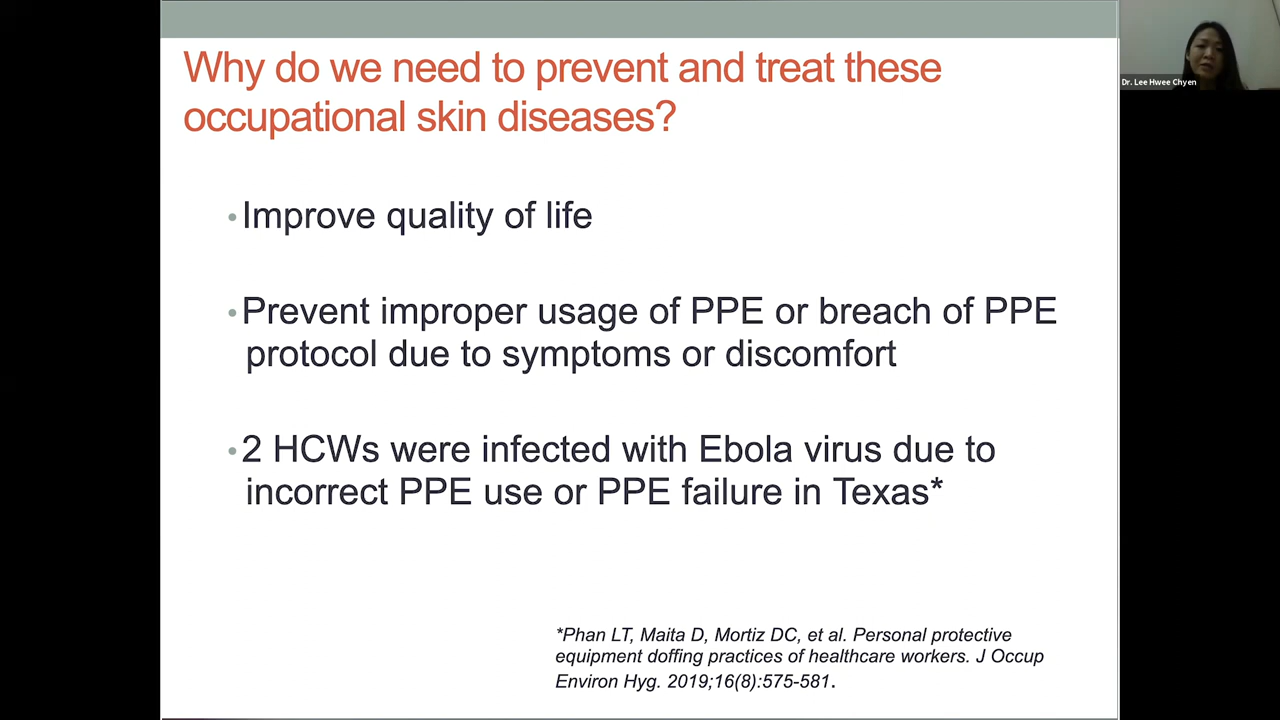 Why do we need to prevent and treat these
occupational skin diseases?
•Improve quality of life
•Prevent improper usage of PPE or breach of PPE
protocol due to symptoms or discomfort
•2 HCWs were infected with Ebola virus due to
incorrect PPE use or PPE failure in Texas*
*Phan LT, Maita D, Mortiz DC, et al. Personal protective
equipment doffing practices of healthcare workers. J Occup
Environ Hyg. 2019;16(8):575-581.
Dr. Lee Hwee Chyen